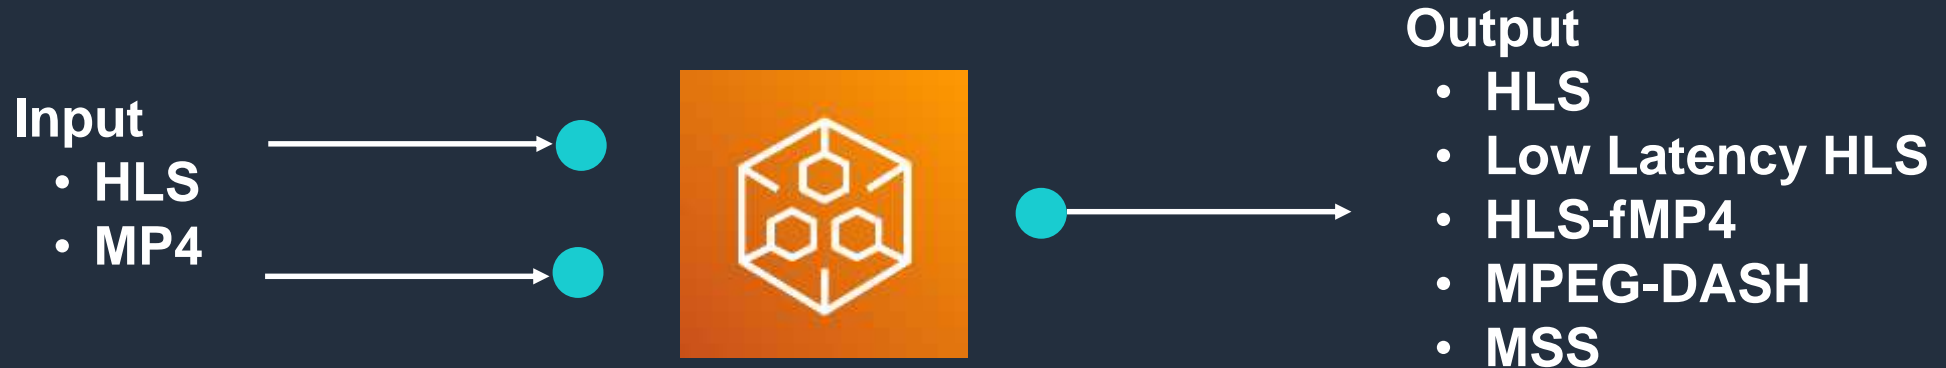 Input
• HLS
• MP4
Output
• HLS
• Low Latency HLS
• HLS-fMP4
• MPEG-DASH
• MSS